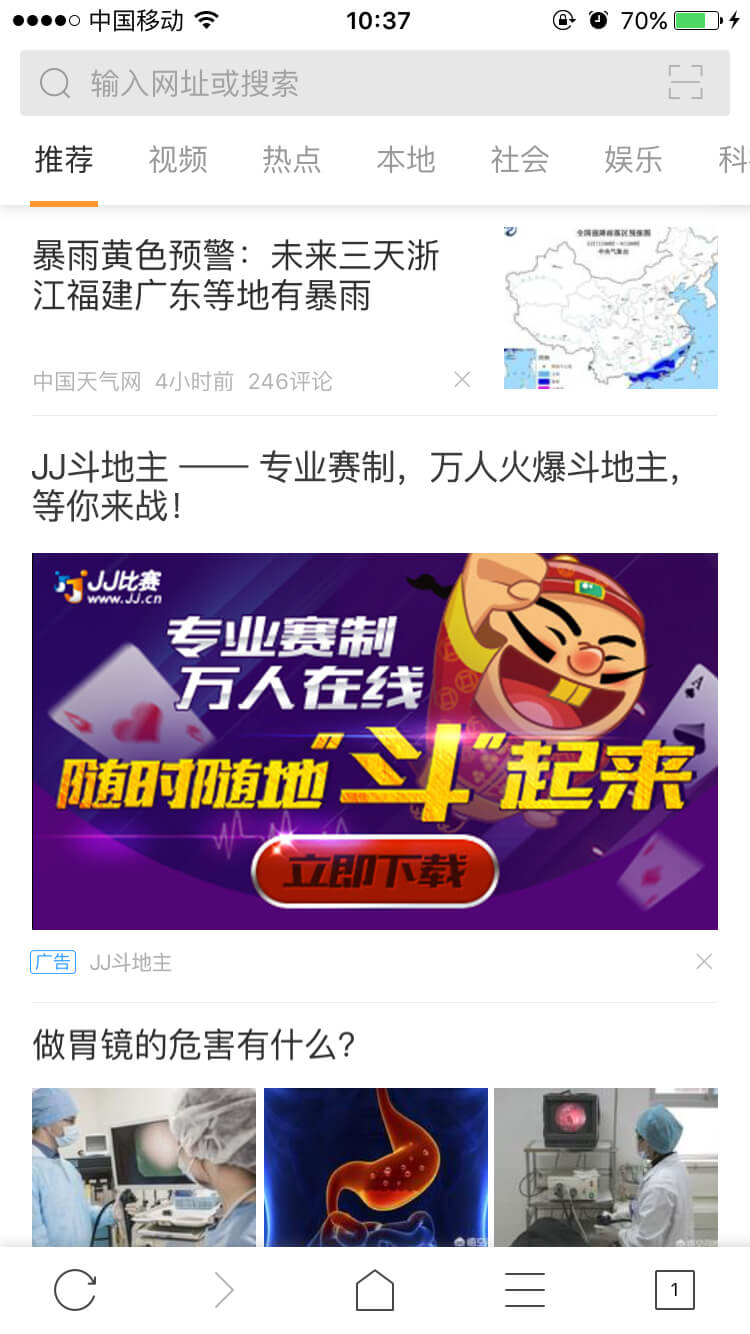 中国移动 10:37 70%
输入网址或搜索
推荐 视频 热点 本地 社会 娱乐 科
暴雨黄色预警：未来三天浙
江福建广东等地有暴雨
全国强降雨落区预报图
中央气象台
中国天气网 4小时前 246评论
JJ斗地主 —— 专业赛制，万人火爆斗地主，
等你来战！
JJ比赛
www.JJ.cn
专业赛制
万人在线
随时随地“斗”起来
A
立即下载
广告 JJ斗地主
做胃镜的危害有什么？
悟空
1